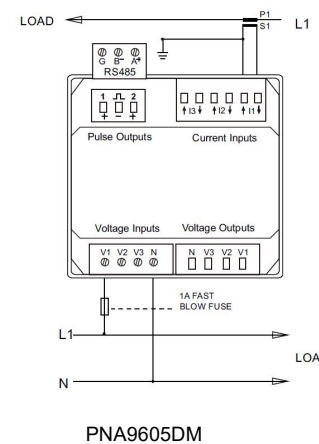 LOAD
P1
S1
L1
G B- A+
RS485
1 2
+ - +
Pulse Outputs
I3 I2 I1
Current Inputs
Voltage Inputs
Voltage Outputs
V1 V2 V3 N
N V3 V2 V1
1A FAST
BLOW FUSE
L1
LOA
N
PNA9605DM